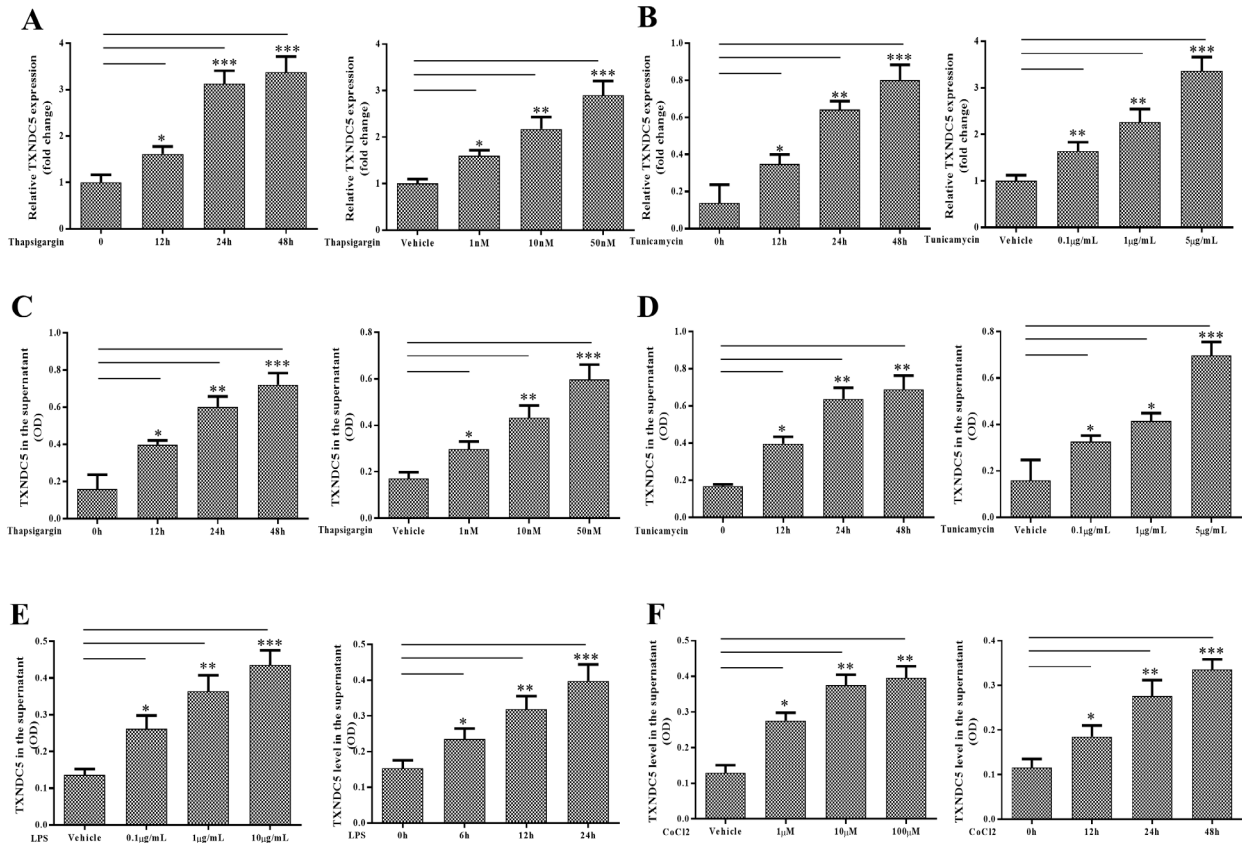 A
Relative TXNDC5 expression
(fold change)
4
3
2
1
0
*
***
***
Thapsigargin
0
12h
24h
48h
Relative TXNDC5 expression
(fold change)
4
3
2
1
0
*
**
***
Thapsigargin
Vehicle
1nM
10nM
50nM
B
Relative TXNDC5 expression
(fold change)
1.0
0.8
0.6
0.4
0.2
0.0
*
**
***
Tunicamycin
0h
12h
24h
48h
Relative TXNDC5 expression
(fold change)
4
3
2
1
0
**
**
***
Tunicamycin
Vehicle
0.1μg/mL
1μg/mL
5μg/mL
C
TXNDC5 in the supernatant
(OD)
1.0
0.8
0.6
0.4
0.2
0.0
*
**
***
Thapsigargin
0h
12h
24h
48h
TXNDC5 in the supernatant
(OD)
0.8
0.6
0.4
0.2
0.0
*
**
***
Thapsigargin
Vehicle
1nM
10nM
50nM
D
TXNDC5 in the supernatant
(OD)
1.0
0.8
0.6
0.4
0.2
0.0
*
**
**
Tunicamycin
0
12h
24h
48h
TXNDC5 in the supernatant
(OD)
0.8
0.6
0.4
0.2
0.0
*
*
***
Tunicamycin
Vehicle
0.1μg/mL
1μg/mL
5μg/mL
E
TXNDC5 in the supernatant
(OD)
0.5
0.4
0.3
0.2
0.1
0.0
*
**
***
LPS
Vehicle
0.1μg/mL
1μg/mL
10μg/mL
TXNDC5 level in the supernatant
(OD)
0.5
0.4
0.3
0.2
0.1
0.0
*
**
***
LPS
0h
6h
12h
24h
F
TXNDC5 level in the supernatant
(OD)
0.5
0.4
0.3
0.2
0.1
0.0
*
**
**
CoCl2
Vehicle
1μM
10μM
100μM
TXNDC5 level in the supernatant
(OD)
0.4
0.3
0.2
0.1
0.0
*
**
***
CoCl2
0h
12h
24h
48h